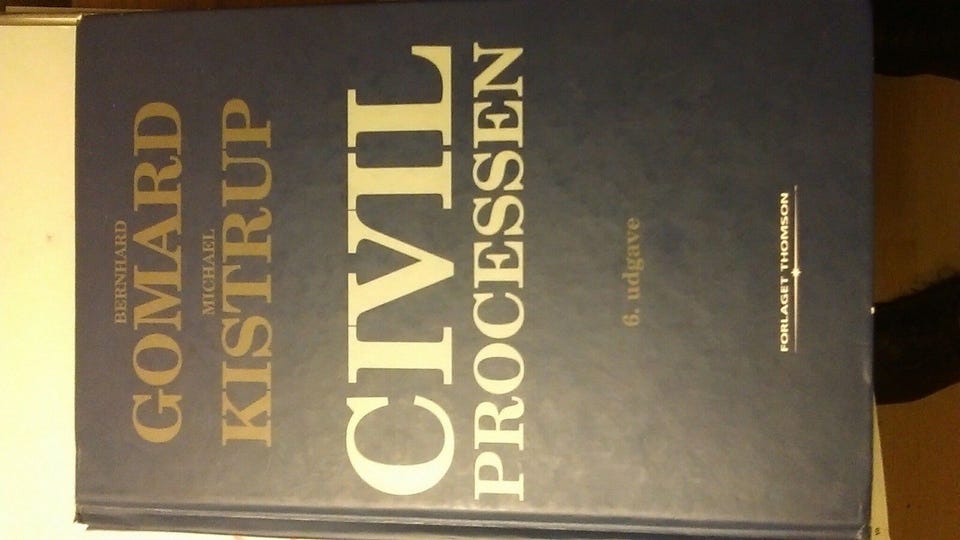 BERNHARD
GOMARD
MICHAEL
KISTRUP
CIVIL
PROCESSEN
6. udgave
FORLAGET THOMSON